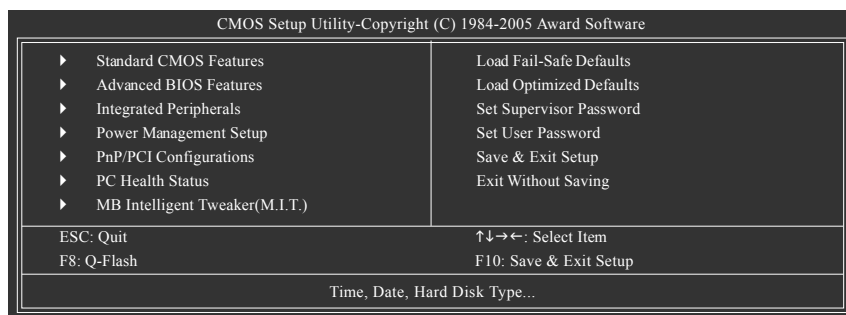 CMOS Setup Utility-Copyright (C) 1984-2005 Award Software
Standard CMOS Features
Advanced BIOS Features
Integrated Peripherals
Power Management Setup
PnP/PCI Configurations
PC Health Status
MB Intelligent Tweaker(M.I.T.)
Load Fail-Safe Defaults
Load Optimized Defaults
Set Supervisor Password
Set User Password
Save & Exit Setup
Exit Without Saving
ESC: Quit
↑↓→←: Select Item
F8: Q-Flash
F10: Save & Exit Setup
Time, Date, Hard Disk Type...